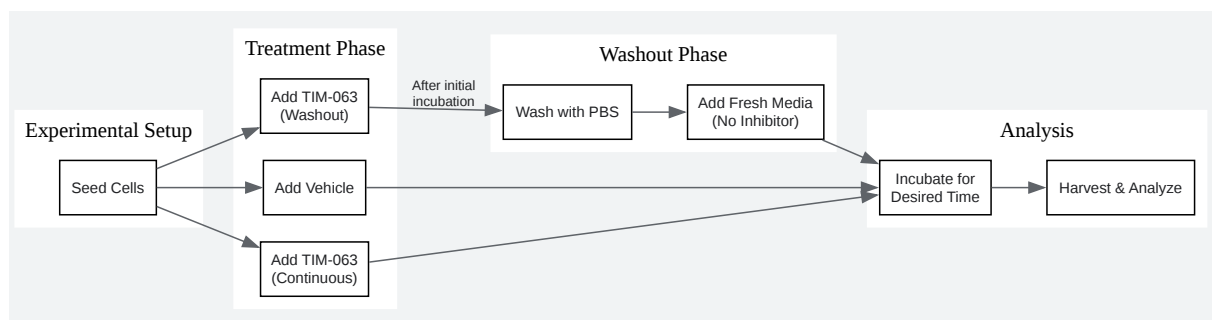 Experimental Setup
Seed Cells
Treatment Phase
Add TIM-063
(Washout)
Add Vehicle
Add TIM-063
(Continuous)
After initial
incubation
Washout Phase
Wash with PBS
Add Fresh Media
(No Inhibitor)
Analysis
Incubate for
Desired Time
Harvest & Analyze